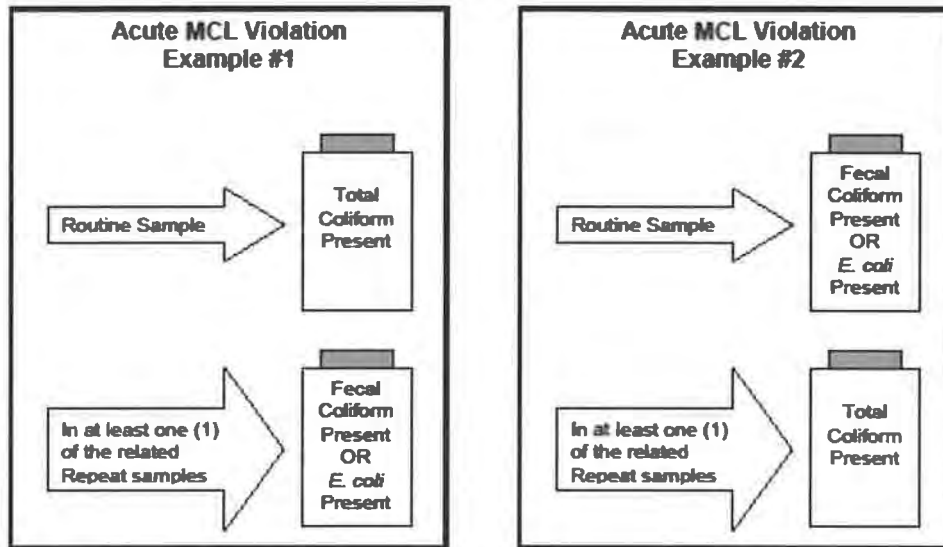 Acute MCL Violation
Example #1
Routine Sample
Total
Coliform
Present
In at least one (1)
of the related
Repeat samples
Fecal
Coliform
Present
OR
E. coli
Present
Acute MCL Violation
Example #2
Routine Sample
Fecal
Coliform
Present
OR
E. coli
Present
In at least one (1)
of the related
Repeat samples
Total
Coliform
Present